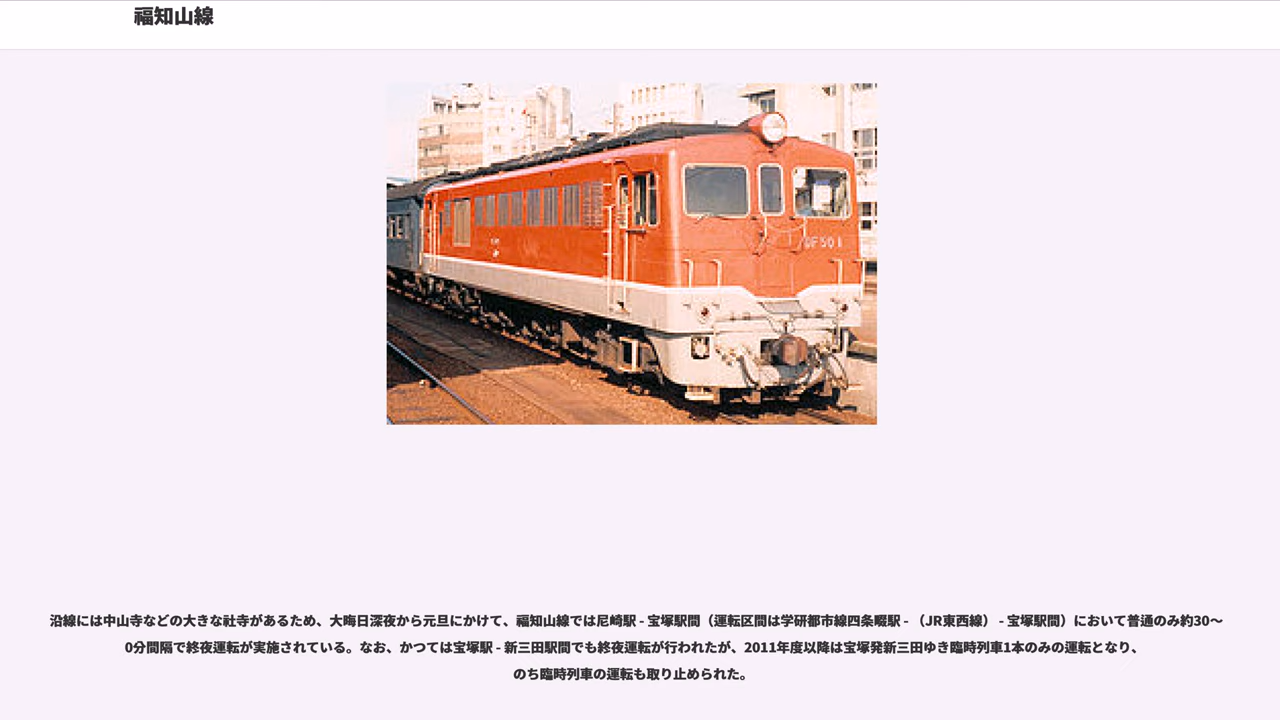 福知山線
DF 50 1
沿線には中山寺などの大きな社寺があるため、大晦日深夜から元旦にかけて、福知山線では尼崎駅 - 宝塚駅間（運転区間は学研都市線四条畷駅 - （JR東西線） - 宝塚駅間）において普通のみ約30〜
0分間隔で終夜運転が実施されている。なお、かつては宝塚駅 - 新三田駅間でも終夜運転が行われたが、2011年度以降は宝塚発新三田ゆき臨時列車1本のみの運転となり、
のち臨時列車の運転も取り止められた。